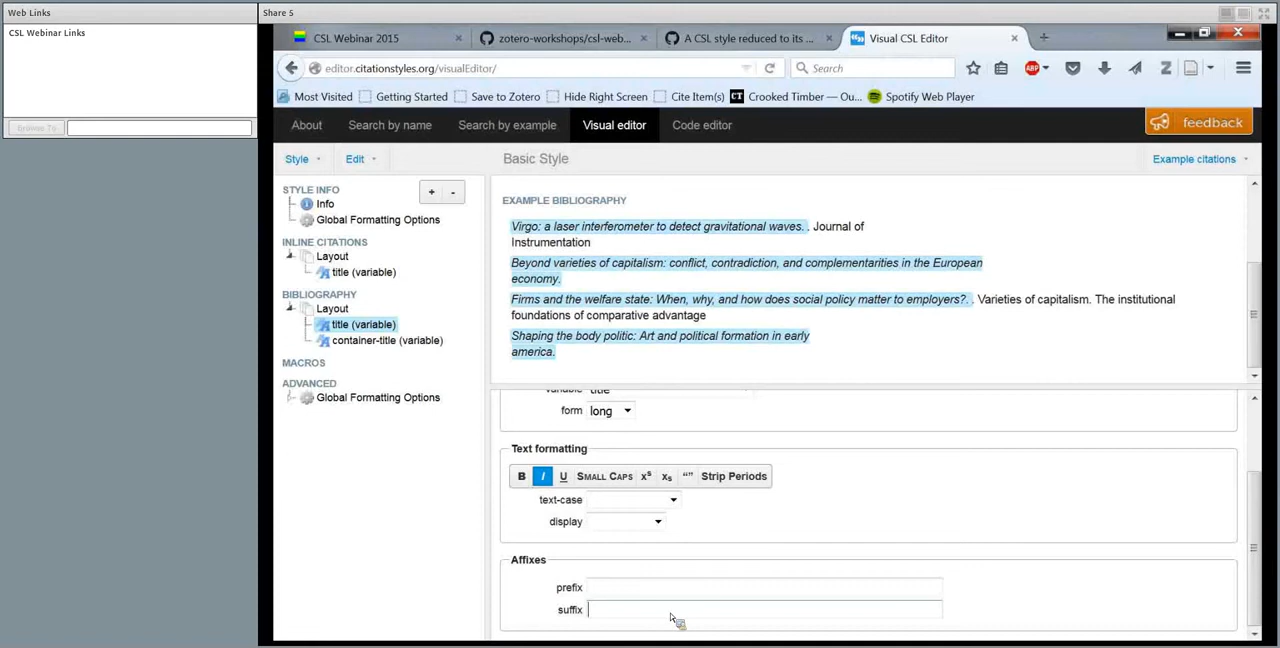 Web Links
CSL Webinar Links
Browse To
Share 5
CSL Webinar 2015
zotero-workshops/csl-web...
A CSL style reduced to its ...
Visual CSL Editor
editor.citationstyles.org/visualEditor/
Search
Most Visited
Getting Started
Save to Zotero
Hide Right Screen
Cite Item(s)
Crooked Timber — Ou...
Spotify Web Player
About
Search by name
Search by example
Visual editor
Code editor
feedback
Style
Edit
Basic Style
Example citations
STYLE INFO
Info
Global Formatting Options
INLINE CITATIONS
Layout
title (variable)
BIBLIOGRAPHY
Layout
title (variable)
container-title (variable)
MACROS
ADVANCED
Global Formatting Options
+ -
EXAMPLE BIBLIOGRAPHY
Virgo: a laser interferometer to detect gravitational waves. . Journal of
Instrumentation
Beyond varieties of capitalism: conflict, contradiction, and complementarities in the European
economy.
Firms and the welfare state: When, why, and how does social policy matter to employers?. . Varieties of capitalism. The institutional
foundations of comparative advantage
Shaping the body politic: Art and political formation in early
america.
variable title
form long
Text formatting
B I U SMALL CAPS xs xs “” Strip Periods
text-case
display
Affixes
prefix
suffix